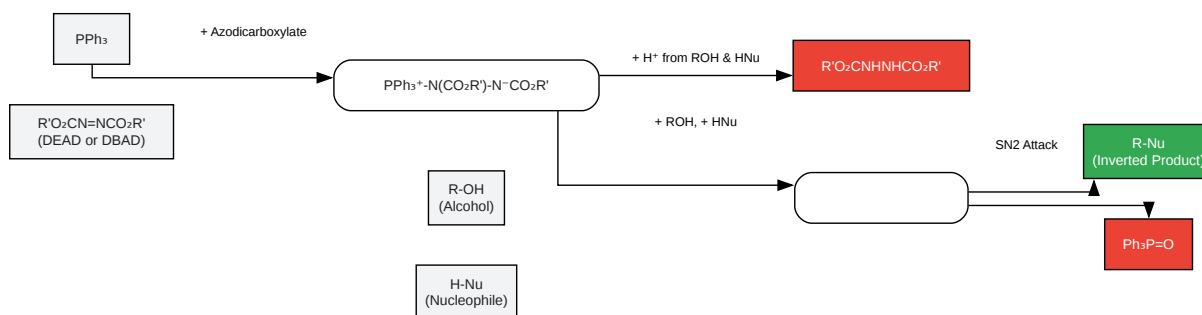 PPh₃
+ Azodicarboxylate
R'O₂CN=NCO₂R'
(DEAD or DBAD)
PPh₃⁺-N(CO₂R')-N⁻CO₂R'
+ H⁺ from ROH & HNu
R'O₂CNHNHCO₂R'
+ ROH, + HNu
R-OH
(Alcohol)
H-Nu
(Nucleophile)
SN2 Attack
R-Nu
(Inverted Product)
Ph₃P=O